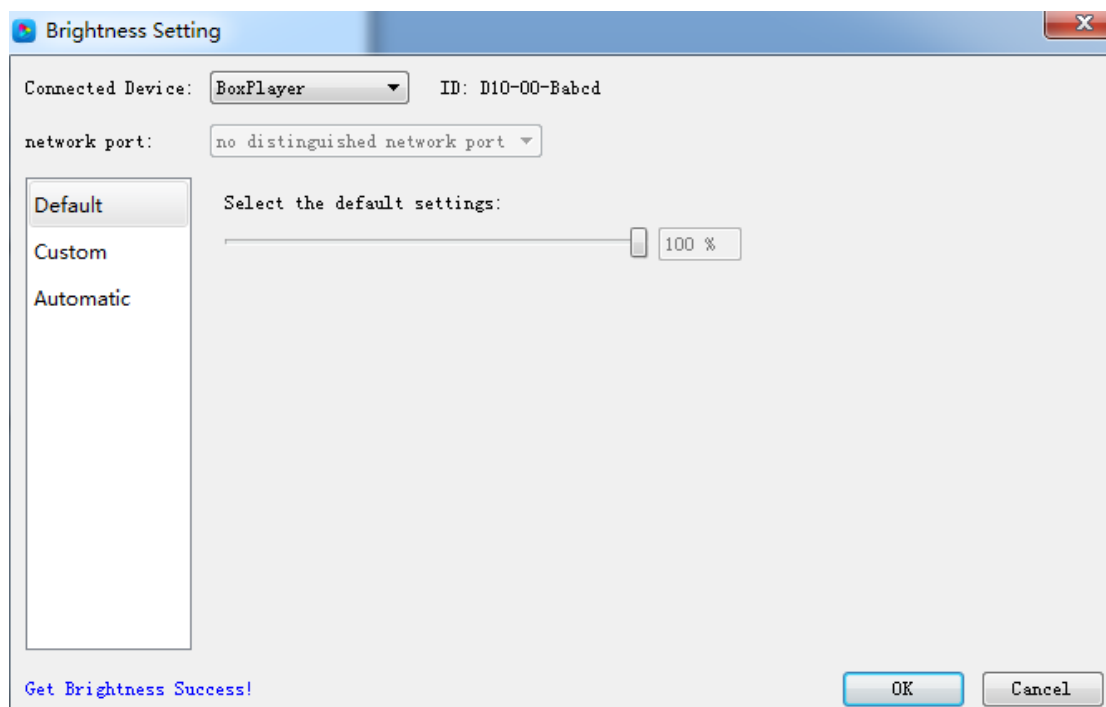 Brightness Setting
Connected Device: BoxPlayer ID: D10-00-Babcd
network port: no distinguished network port
Default
Select the default settings:
100 %
Custom
Automatic
Get Brightness Success!
OK Cancel